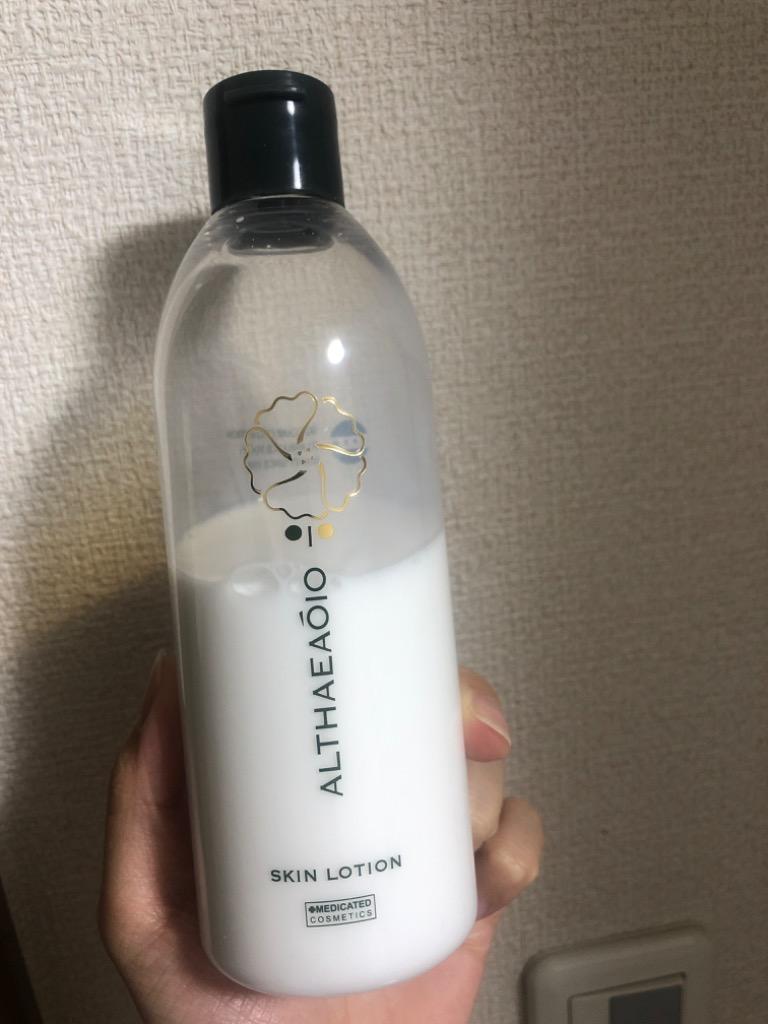 ALTHAEAÓIO
SKIN LOTION
✚MEDICATED
COSMETICS